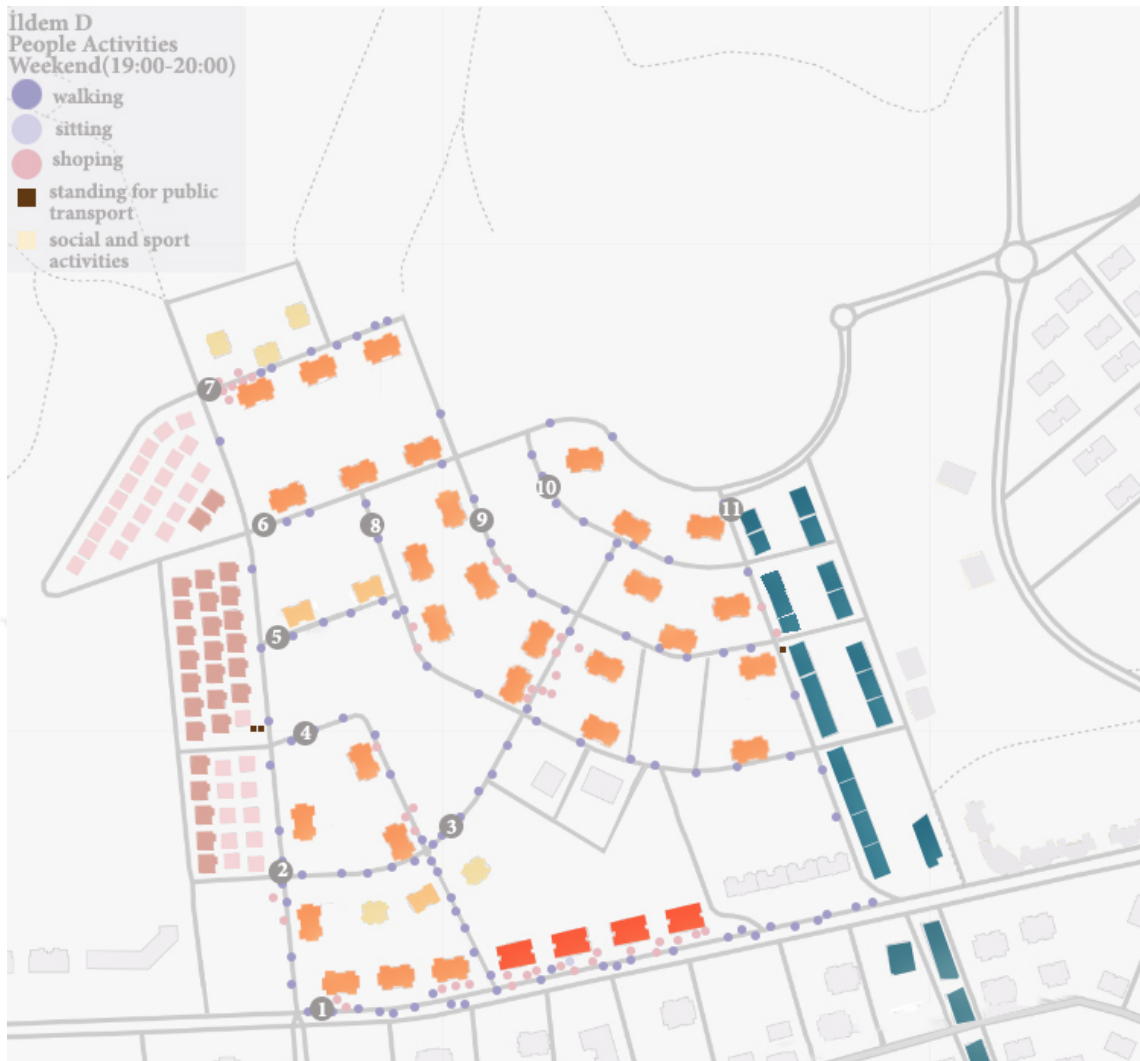 İldem D
People Activities
Weekend(19:00-20:00)
walking
sitting
shoping
standing for public
transport
social and sport
activities
7
10
11
6
8
9
5
4
3
2
1